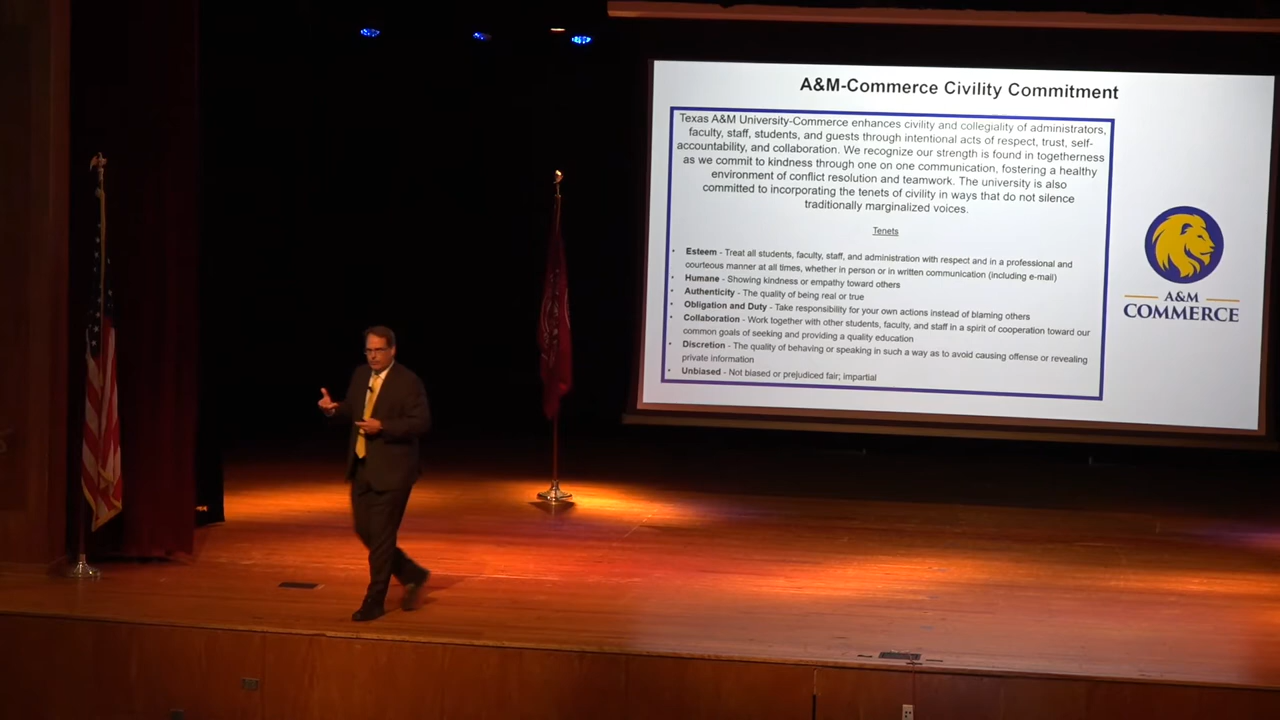 A&M-Commerce Civility Commitment
Texas A&M University-Commerce enhances civility and collegiality of administrators,
faculty, staff, students, and guests through intentional acts of respect, trust, self-
accountability, and collaboration. We recognize our strength is found in togetherness
as we commit to kindness through one on one communication, fostering a healthy
environment of conflict resolution and teamwork. The university is also
committed to incorporating the tenets of civility in ways that do not silence
traditionally marginalized voices.
Tenets
• Esteem - Treat all students, faculty, staff, and administration with respect and in a professional and
courteous manner at all times, whether in person or in written communication (including e-mail)
• Humane - Showing kindness or empathy toward others
• Authenticity - The quality of being real or true
• Obligation and Duty - Take responsibility for your own actions instead of blaming others
• Collaboration - Work together with other students, faculty, and staff in a spirit of cooperation toward our
common goals of seeking and providing a quality education
• Discretion - The quality of behaving or speaking in such a way as to avoid causing offense or revealing
private information
• Unbiased - Not biased or prejudiced fair; impartial
A&M
COMMERCE